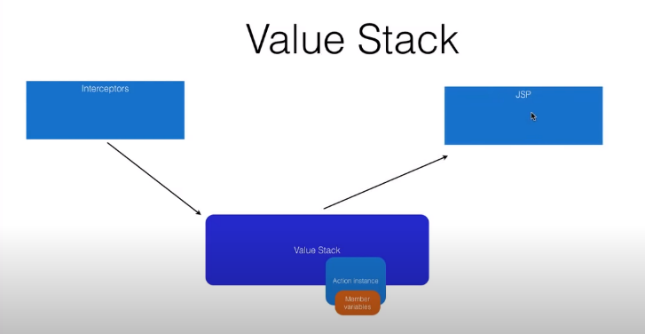 Value Stack
Interceptors
JSP
Value Stack
Action Instance
Member
variables